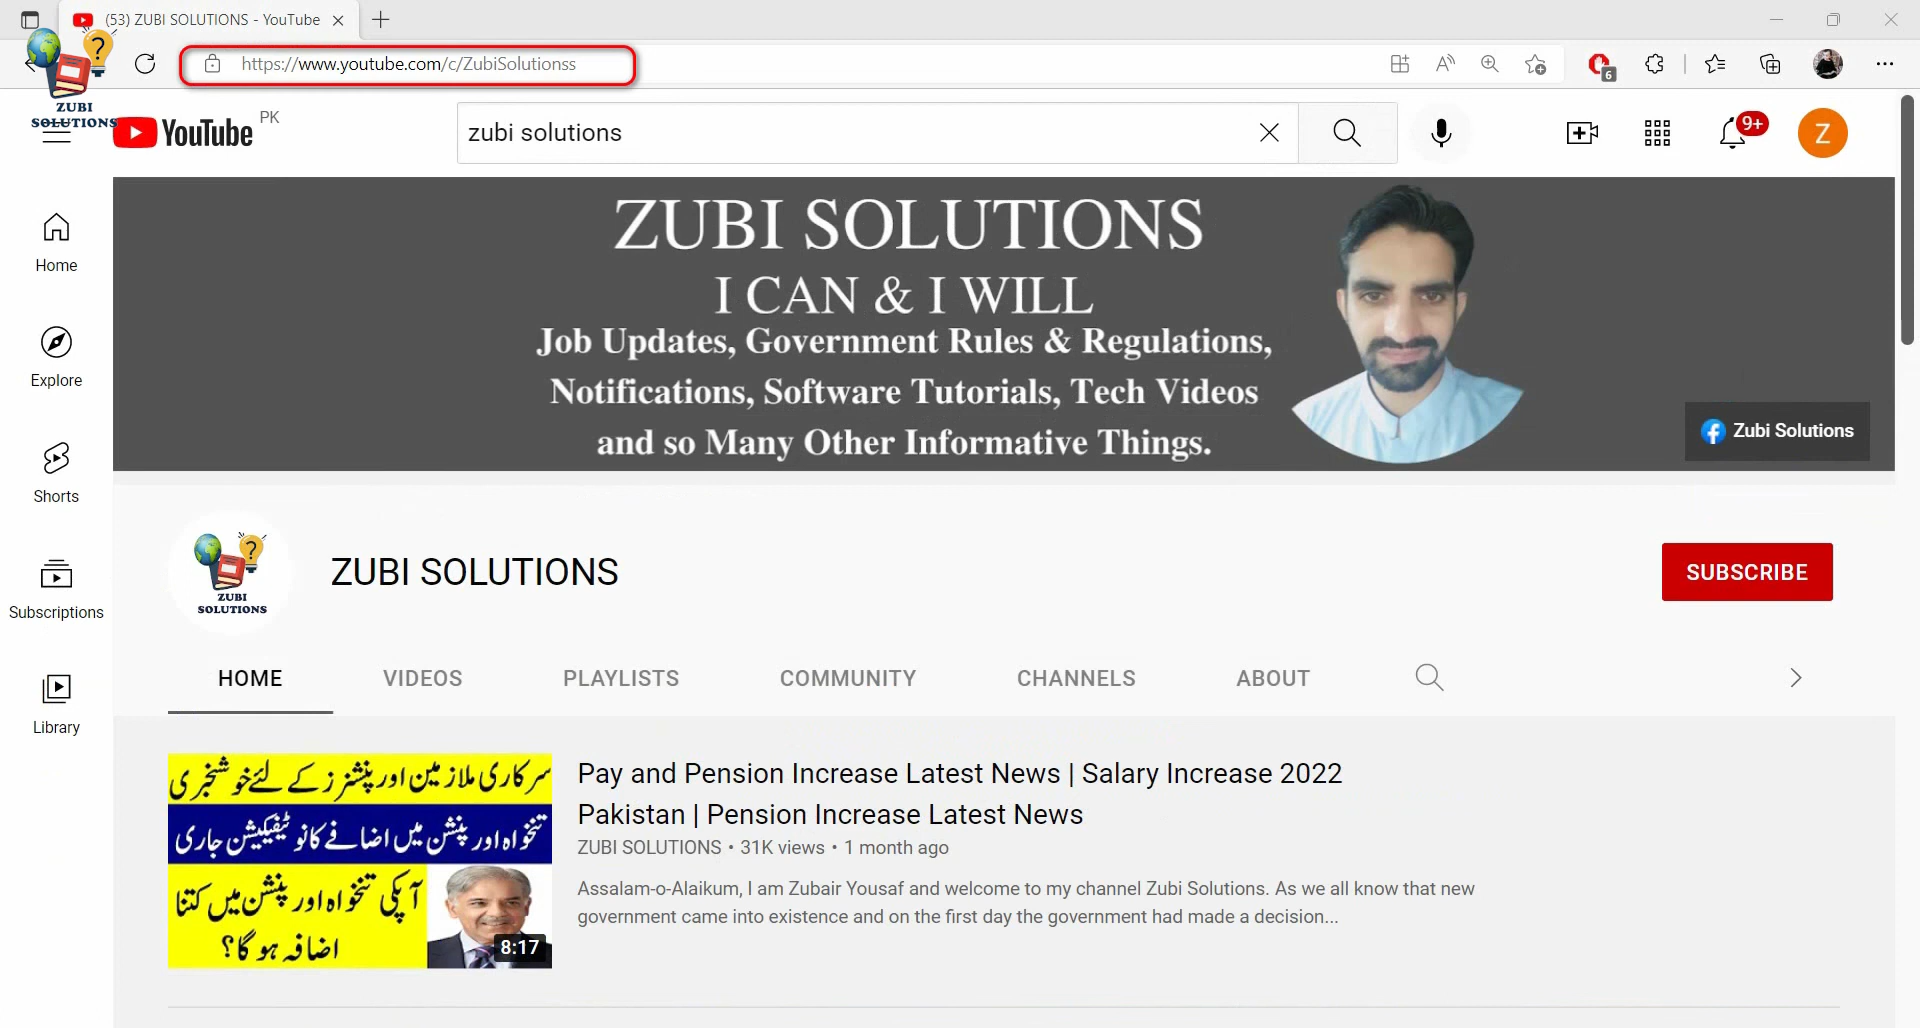 (53) ZUBI SOLUTIONS - YouTube
https://www.youtube.com/c/ZubiSolutionss
6
ZUBI
SOLUTIONS
YouTube PK
zubi solutions
9+
Z
Home
Explore
Shorts
Subscriptions
Library
ZUBI SOLUTIONS
I CAN & I WILL
Job Updates, Government Rules & Regulations,
Notifications, Software Tutorials, Tech Videos
and so Many Other Informative Things.
Zubi Solutions
ZUBI
SOLUTIONS
ZUBI SOLUTIONS
SUBSCRIBE
HOME VIDEOS PLAYLISTS COMMUNITY CHANNELS ABOUT
سرکاری ملازمین اور پنشنرز کے لئے خوشخبری
تنخواہ اور پنشن میں اضافے کا نوٹیفیکیشن جاری
آپکی تنخواہ اور پنشن میں کتنا
اضافہ ہو گا؟
8:17
Pay and Pension Increase Latest News | Salary Increase 2022
Pakistan | Pension Increase Latest News
ZUBI SOLUTIONS • 31K views • 1 month ago
Assalam-o-Alaikum, I am Zubair Yousaf and welcome to my channel Zubi Solutions. As we all know that new
government came into existence and on the first day the government had made a decision...